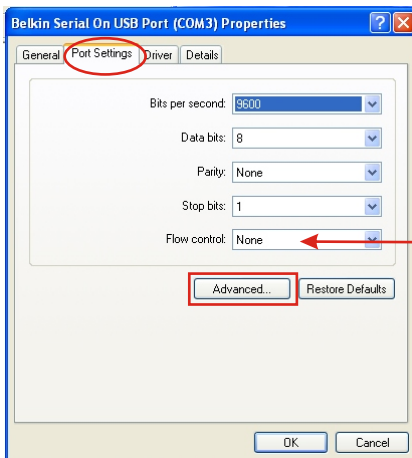 Belkin Serial On USB Port (COM3) Properties
General Port Settings Driver Details
Bits per second: 9600
Data bits: 8
Parity: None
Stop bits: 1
Flow control: None
Advanced... Restore Defaults
OK Cancel